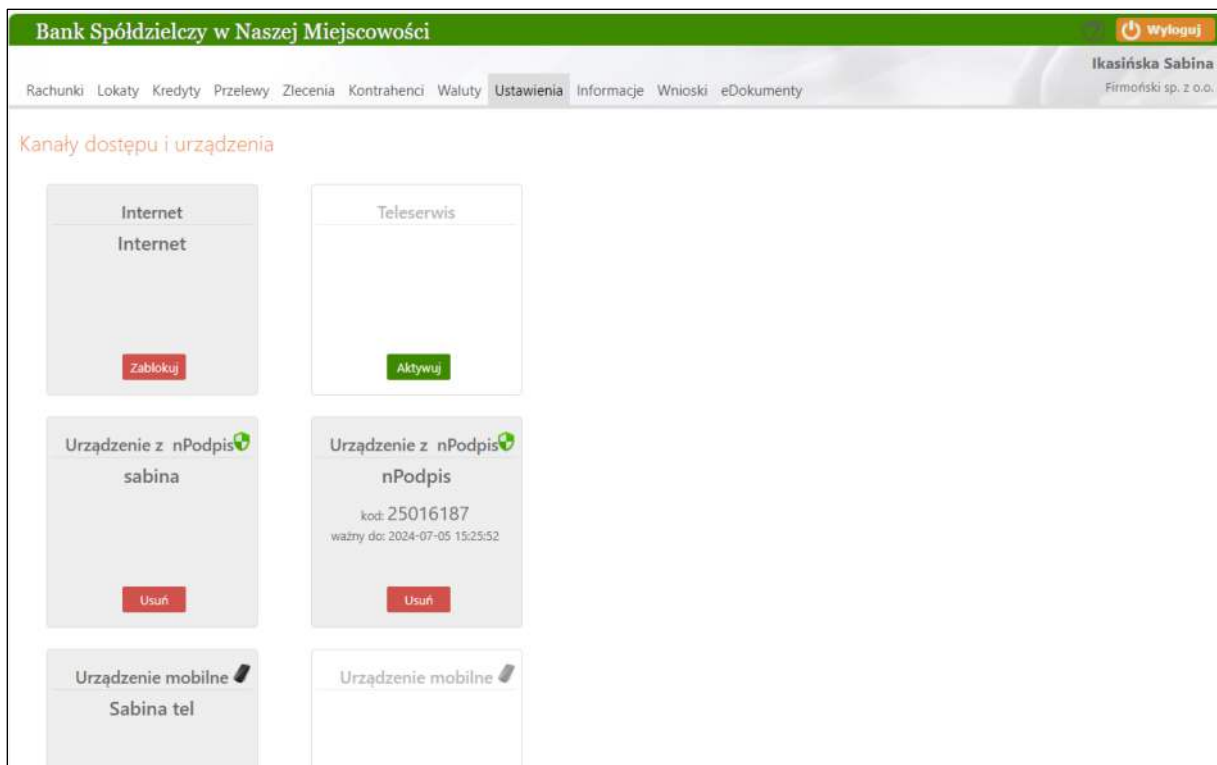 Bank Spółdzielczy w Naszej Miejscowości
Wyloguj
Ikasińska Sabina
Firmoński sp. z o.o.
Rachunki Lokaty Kredyty Przelewy Zlecenia Kontrahenci Waluty Ustawienia Informacje Wnioski eDokumenty
Kanały dostępu i urządzenia
Internet
Internet
Zablokuj
Teleserwis
Aktywuj
Urządzenie z nPodpis
sabina
Usuń
Urządzenie z nPodpis
nPodpis
kod: 25016187
ważny do: 2024-07-05 15:25:52
Usuń
Urządzenie mobilne
Sabina tel
Urządzenie mobilne